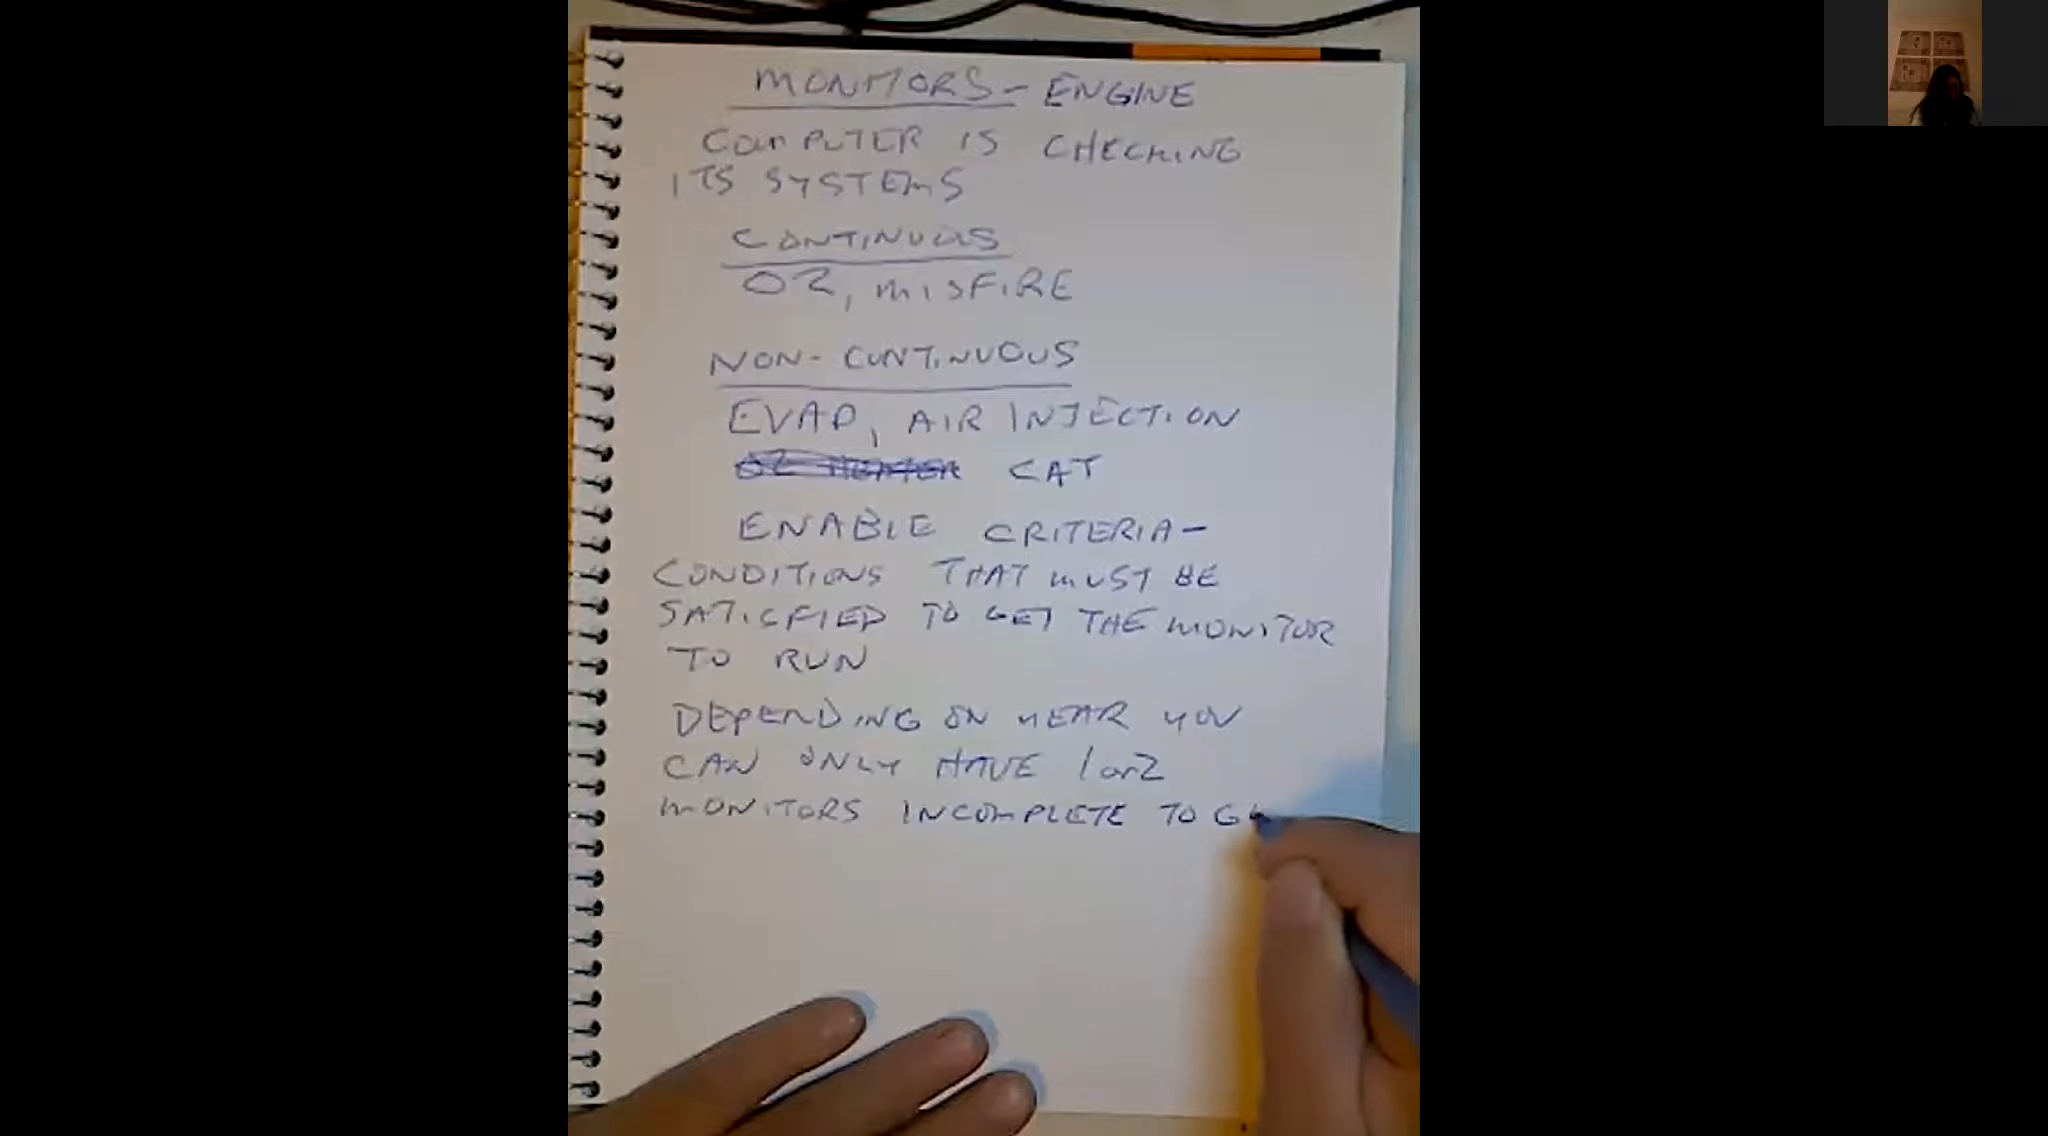 MONITORS - ENGINE
COMPUTER IS CHECKING
ITS SYSTEMS
CONTINUOUS
O2, MISFIRE
NON-CONTINUOUS
EVAP, AIR INJECTION
O2 HEATER CAT
ENABLE CRITERIA -
CONDITIONS THAT MUST BE
SATISFIED TO GET THE MONITOR
TO RUN
DEPENDING ON YEAR YOU
CAN ONLY HAVE 1 or 2
MONITORS INCOMPLETE TO